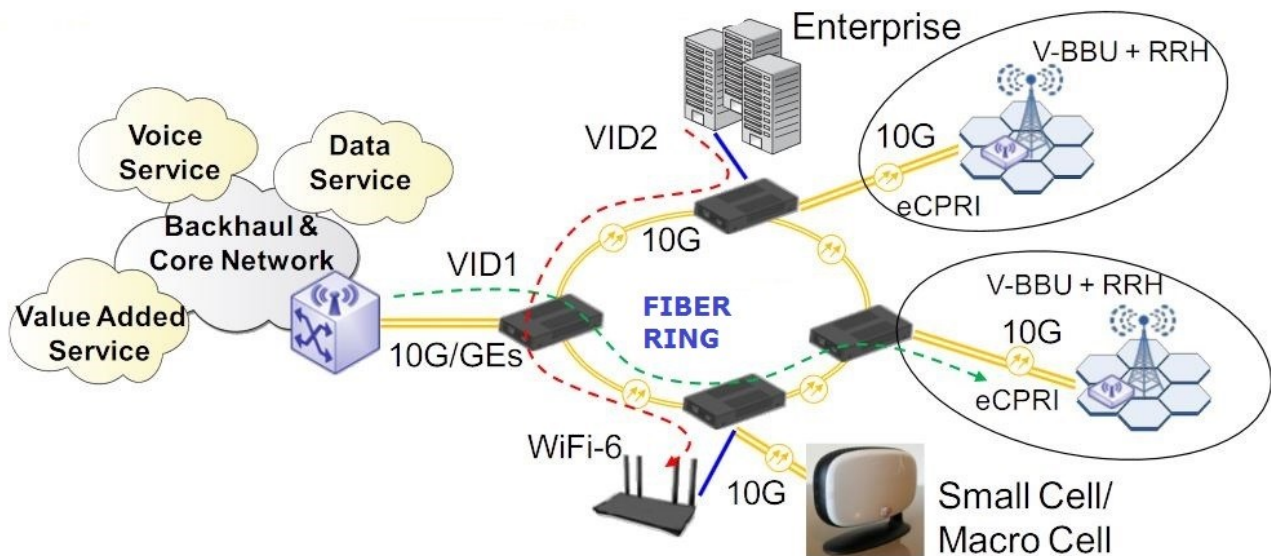 Enterprise
V-BBU + RRH
Voice
Service
Data
Service
VID2
10G
eCPRI
Backhaul &
Core Network
10G
VID1
V-BBU + RRH
Value Added
Service
FIBER
RING
10G
10G/GEs
eCPRI
WiFi-6
10G
Small Cell/
Macro Cell